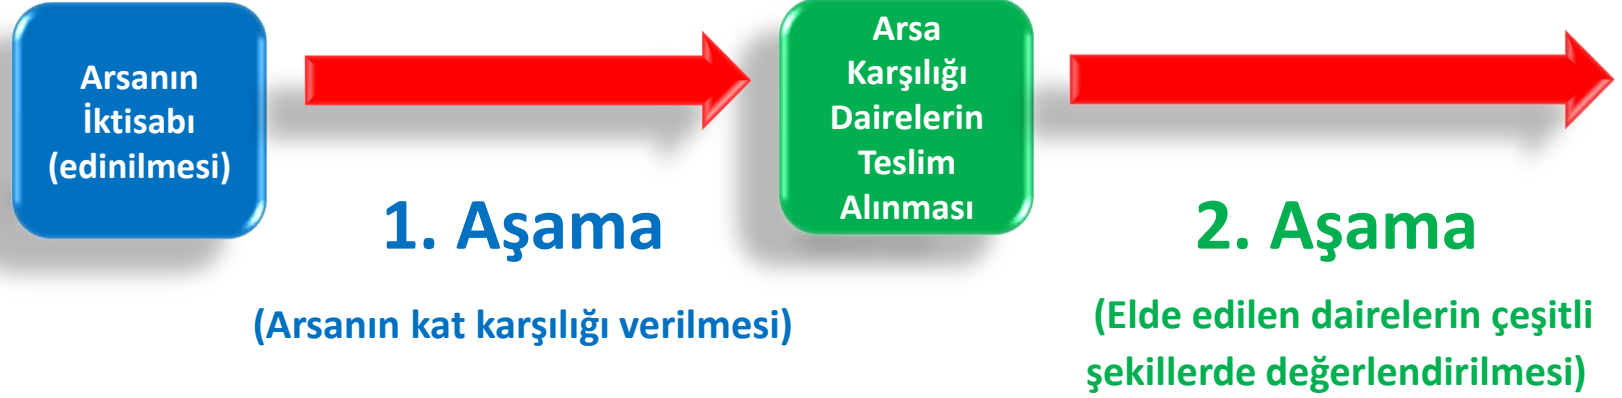 Arsanın
İktisabı
(edinilmesi)
1. Aşama
(Arsanın kat karşılığı verilmesi)
Arsa
Karşılığı
Dairelerin
Teslim
Alınması
2. Aşama
(Elde edilen dairelerin çeşitli
şekillerde değerlendirilmesi)